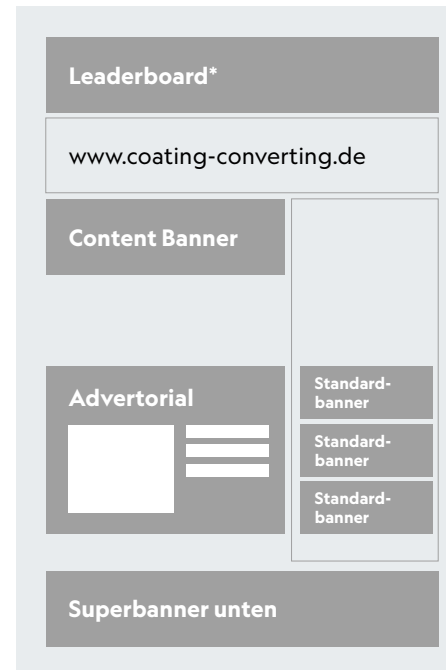 Leaderboard*
www.coating-converting.de
Content Banner
Advertorial
Standard-
banner
Standard-
banner
Standard-
banner
Superbanner unten